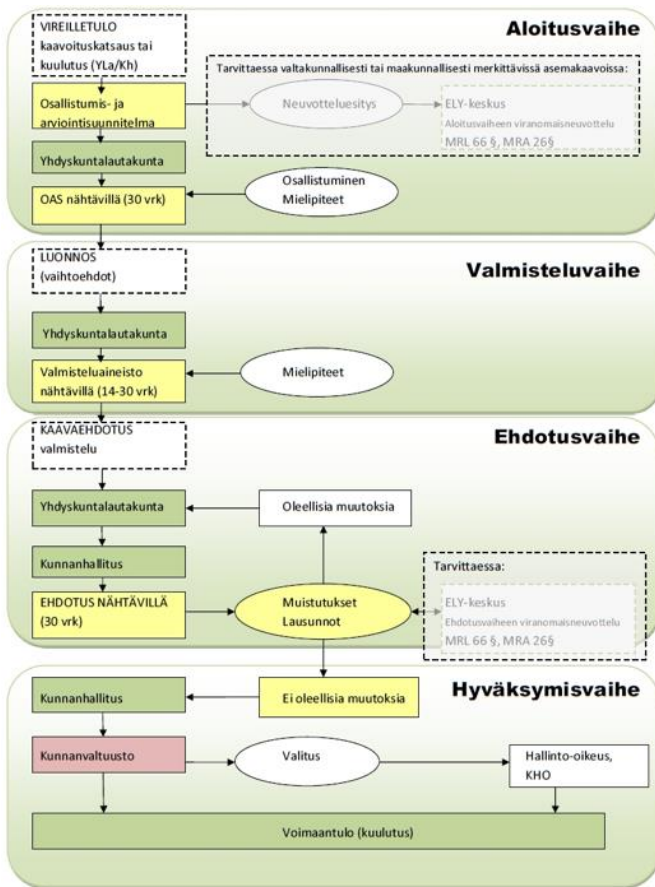 Aloitusvaihe
VIREILLETULO
kaavoituskatsaus tai
kuulutus (YLa/Kh)
Tarvittaessa valtakunnallisesti tai maakunnallisesti merkittävissä asemakaavoissa:
Osallistumis- ja
arviointisuunnitelma
Neuvotteluesitys
ELY-keskus
Aloitusvaiheen viranomaisneuvottelu
MRL 66 §, MRA 26§
Yhdyskuntalautakunta
OAS nähtävillä (30 vrk)
Osallistuminen
Mielipiteet
Valmisteluvaihe
LUONNOS
(vaihtoehdot)
Yhdyskuntalautakunta
Valmisteluaineisto
nähtävillä (14-30 vrk)
Mielipiteet
Ehdotusvaihe
KAAVAEHDOTUS
valmistelu
Yhdyskuntalautakunta
Oleellisia muutoksia
Kunnanhallitus
EHDOTUS NÄHTÄVILLÄ
(30 vrk)
Muistutukset
Lausunnot
Tarvittaessa:
ELY-keskus
Ehdotusvaiheen viranomaisneuvottelu
MRL 66 §, MRA 26§
Hyväksymisvaihe
Kunnanhallitus
Ei oleellisia muutoksia
Kunnanvaltuusto
Valitus
Hallinto-oikeus,
KHO
Voimaantulo (kuulutus)